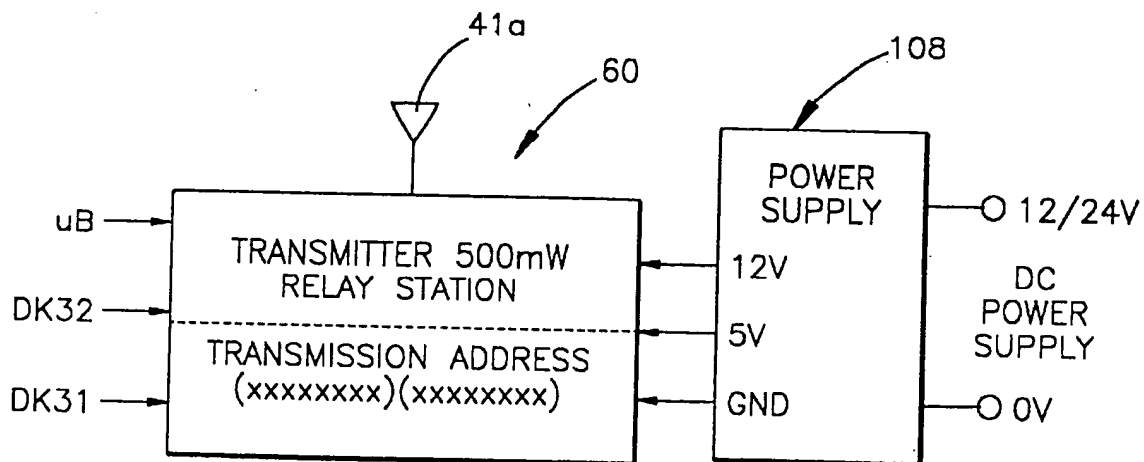 41a
60
108
uB
DK32
DK31
TRANSMITTER 500mW
RELAY STATION
TRANSMISSION ADDRESS
(xxxxxxxx)(xxxxxxxx)
POWER
SUPPLY
12V
5V
GND
12/24V
DC
POWER
SUPPLY
0V